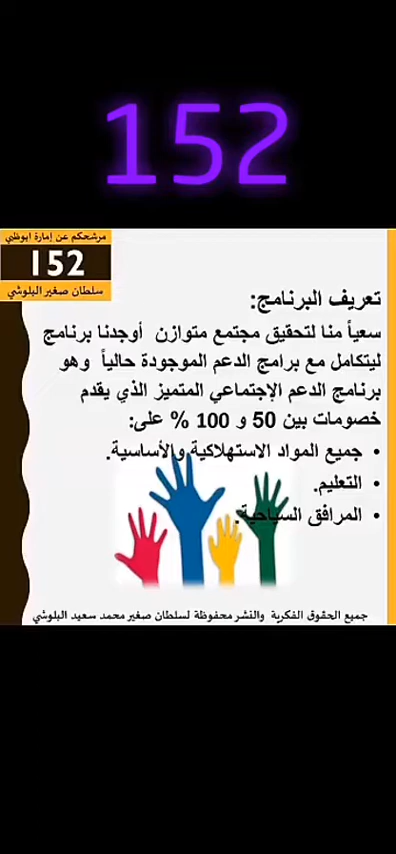 152
مرشحكم عن إمارة ابوظبي
152
سلطان صغير البلوشي
تعريف البرنامج:
سعياً منا لتحقيق مجتمع متوازن أوجدنا برنامج
ليتكامل مع برامج الدعم الموجودة حالياً وهو
برنامج الدعم الإجتماعي المتميز الذي يقدم
خصومات بين 50 و 100 % على:
• جميع المواد الاستهلاكية والأساسية.
• التعليم.
• المرافق السياحية.
جميع الحقوق الفكرية والنشر محفوظة لسلطان صغير محمد سعيد البلوشي